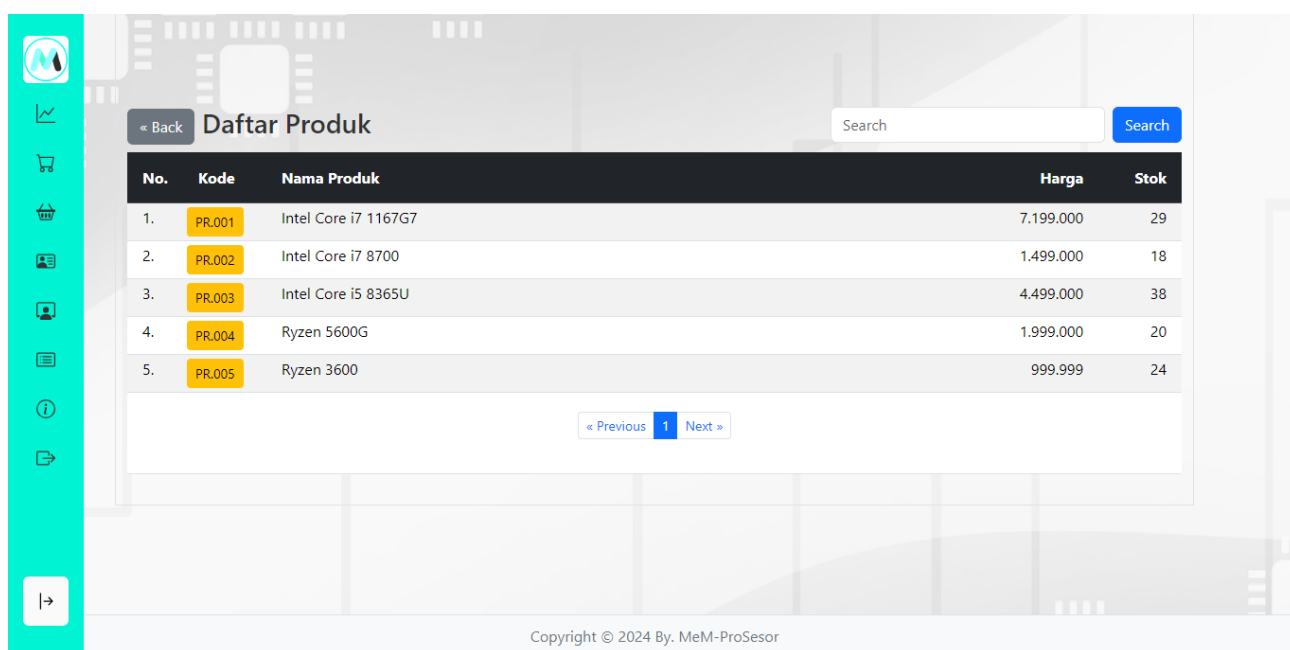 « Back Daftar Produk Search Search
No. Kode Nama Produk Harga Stok
1. PR.001 Intel Core i7 1167G7 7.199.000 29
2. PR.002 Intel Core i7 8700 1.499.000 18
3. PR.003 Intel Core i5 8365U 4.499.000 38
4. PR.004 Ryzen 5600G 1.999.000 20
5. PR.005 Ryzen 3600 999.999 24
« Previous 1 Next »
Copyright © 2024 By. MeM-ProSesor